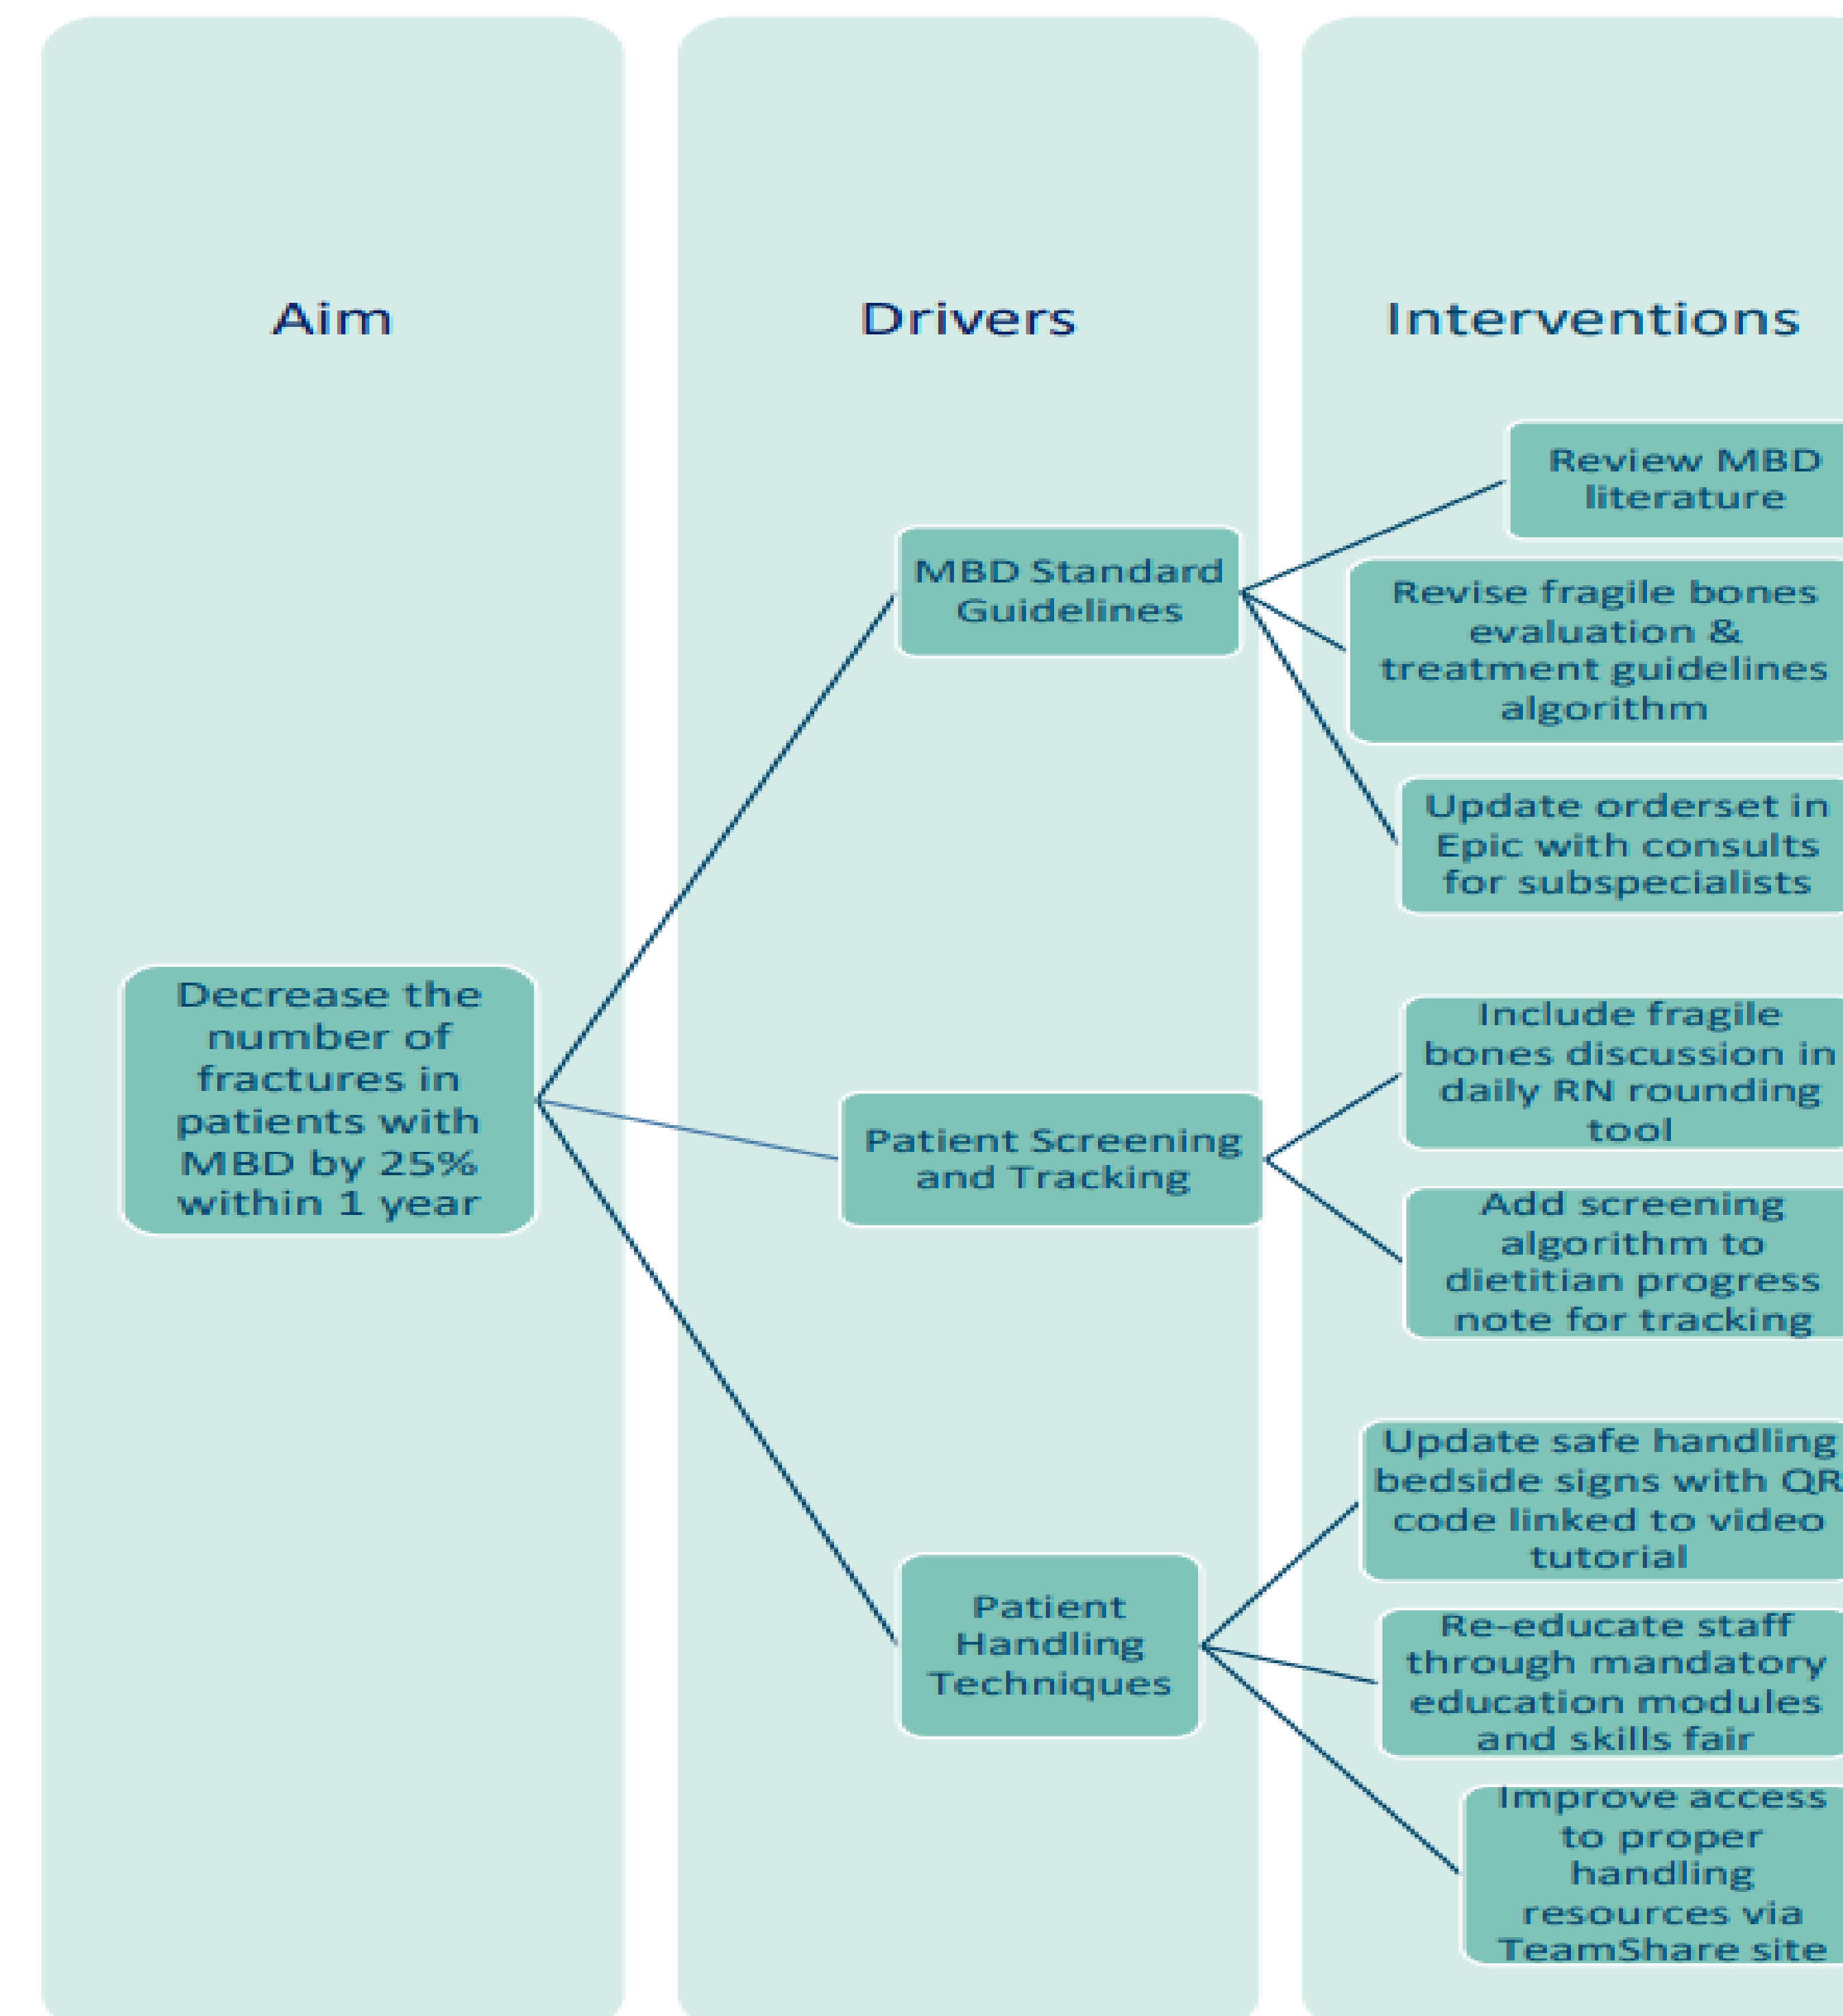 Aim
Drivers
Interventions
Decrease the
number of
fractures in
patients with
MBD by 25%
within 1 year
MBD Standard
Guidelines
Review MBD
literature
Revise fragile bones
evaluation &
treatment guidelines
algorithm
Update orderset in
Epic with consults
for subspecialists
Patient Screening
and Tracking
Include fragile
bones discussion in
daily RN rounding
tool
Add screening
algorithm to
dietitian progress
note for tracking
Patient
Handling
Techniques
Update safe handling
bedside signs with QR
code linked to video
tutorial
Re-educate staff
through mandatory
education modules
and skills fair
Improve access
to proper
handling
resources via
TeamShare site